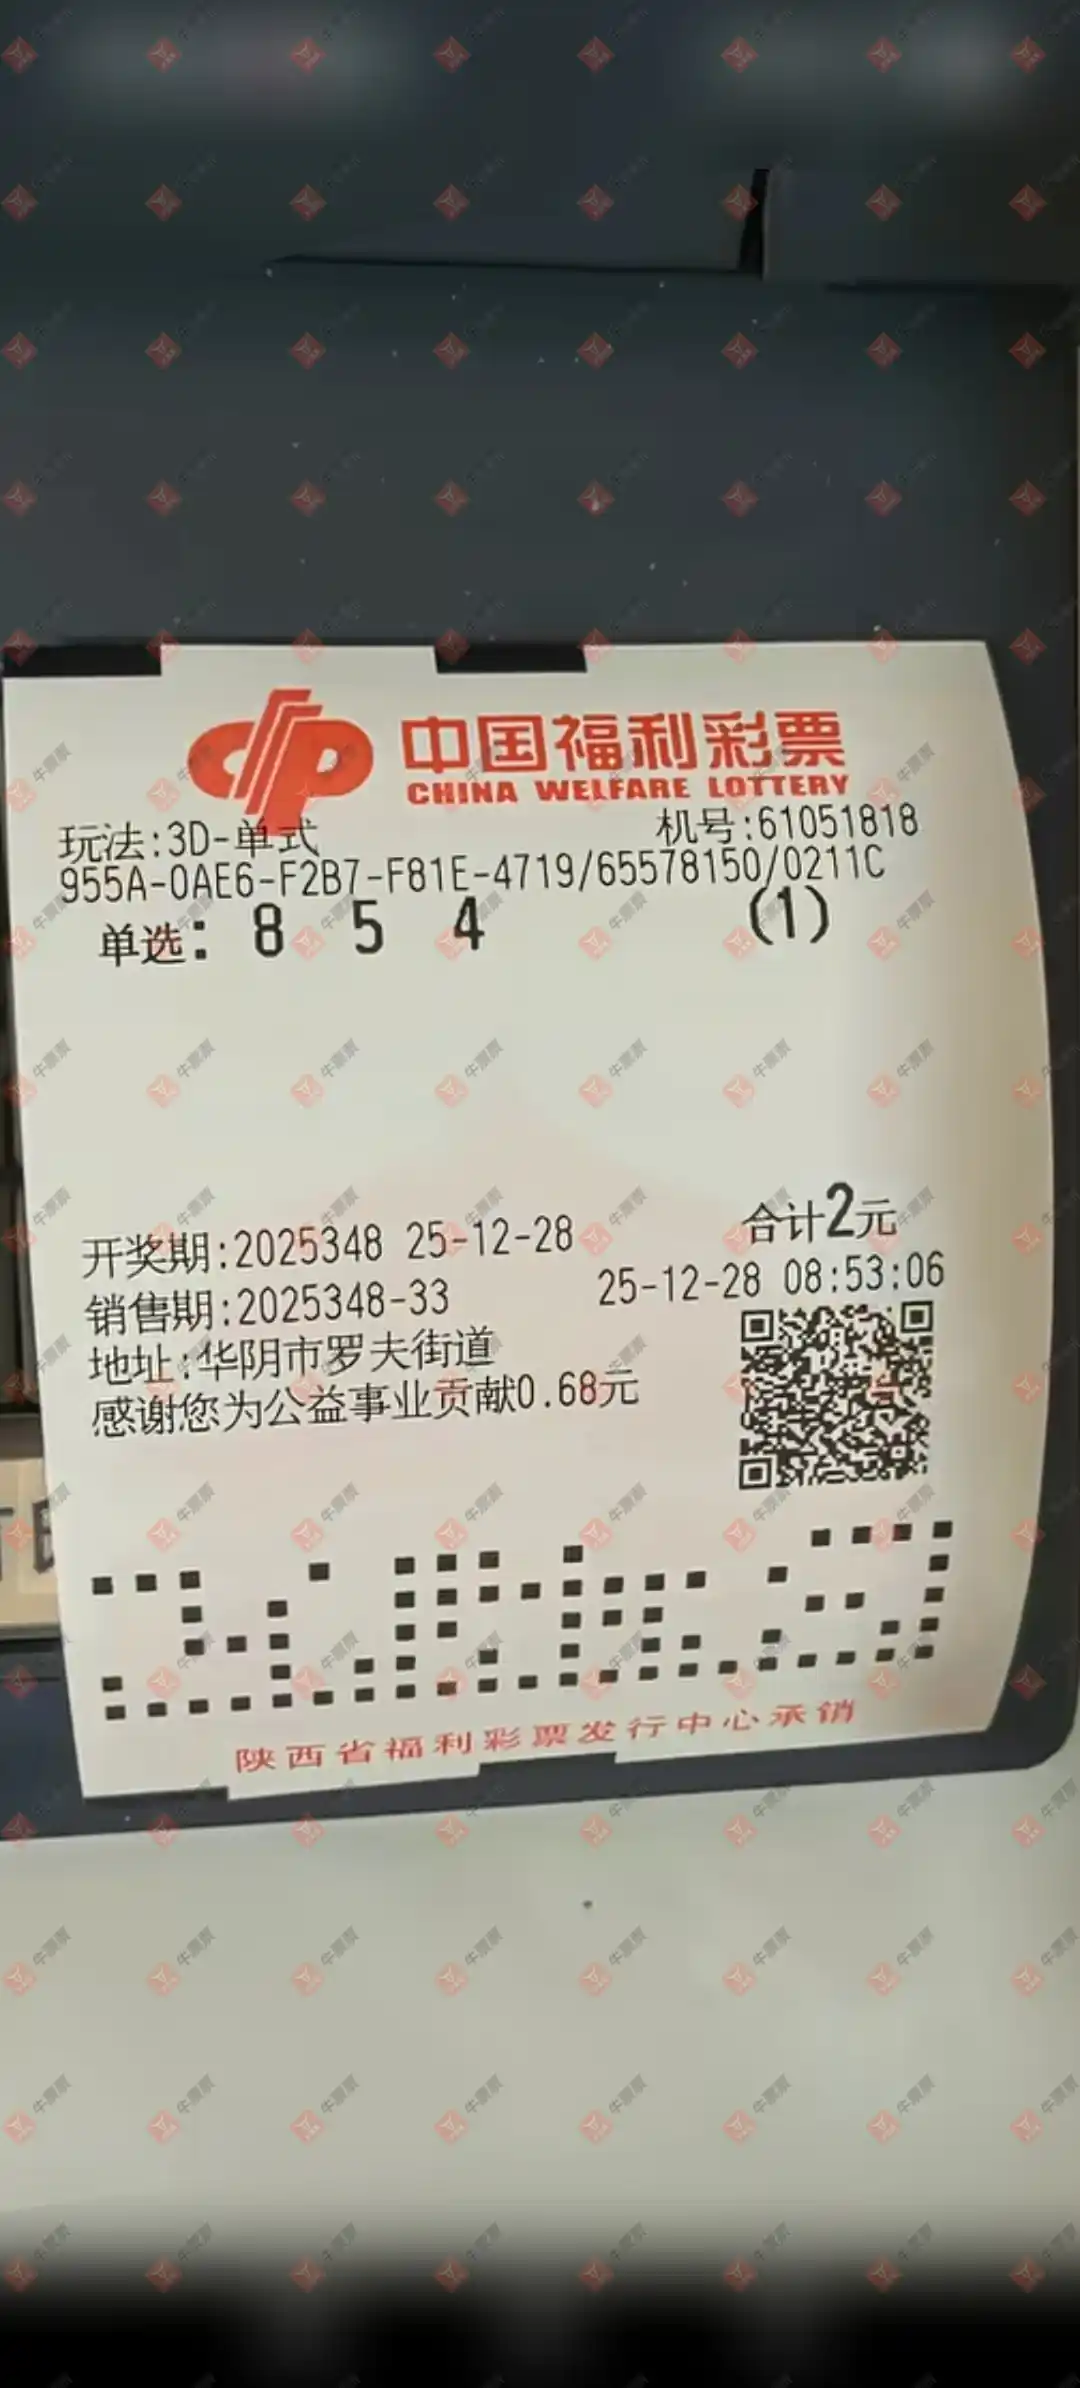 中国福利彩票
CHINA WELFARE LOTTERY
玩法:3D-单式 机号:61051818
955A-0AE6-F2B7-F81E-4719/65578150/0211C
单选: 8 5 4 (1)
合计2元
开奖期:2025348 25-12-28
销售期:2025348-33 25-12-28 08:53:06
地址:华阴市罗夫街道
感谢您为公益事业贡献0.68元
陕西省福利彩票发行中心承销
牛票票